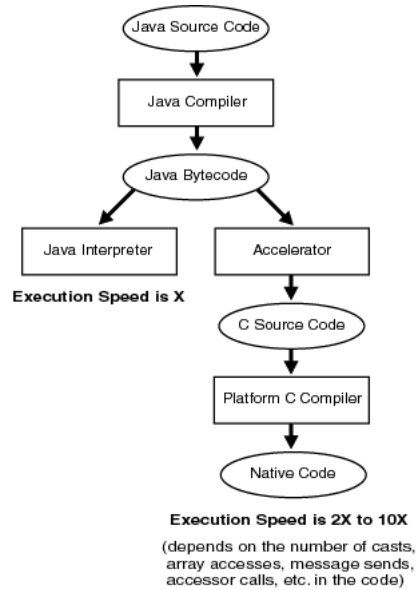 Java Source Code
Java Compiler
Java Bytecode
Java Interpreter
Accelerator
Execution Speed is X
C Source Code
Platform C Compiler
Native Code
Execution Speed is 2X to 10X
(depends on the number of casts,
array accesses, message sends,
accessor calls, etc. in the code)